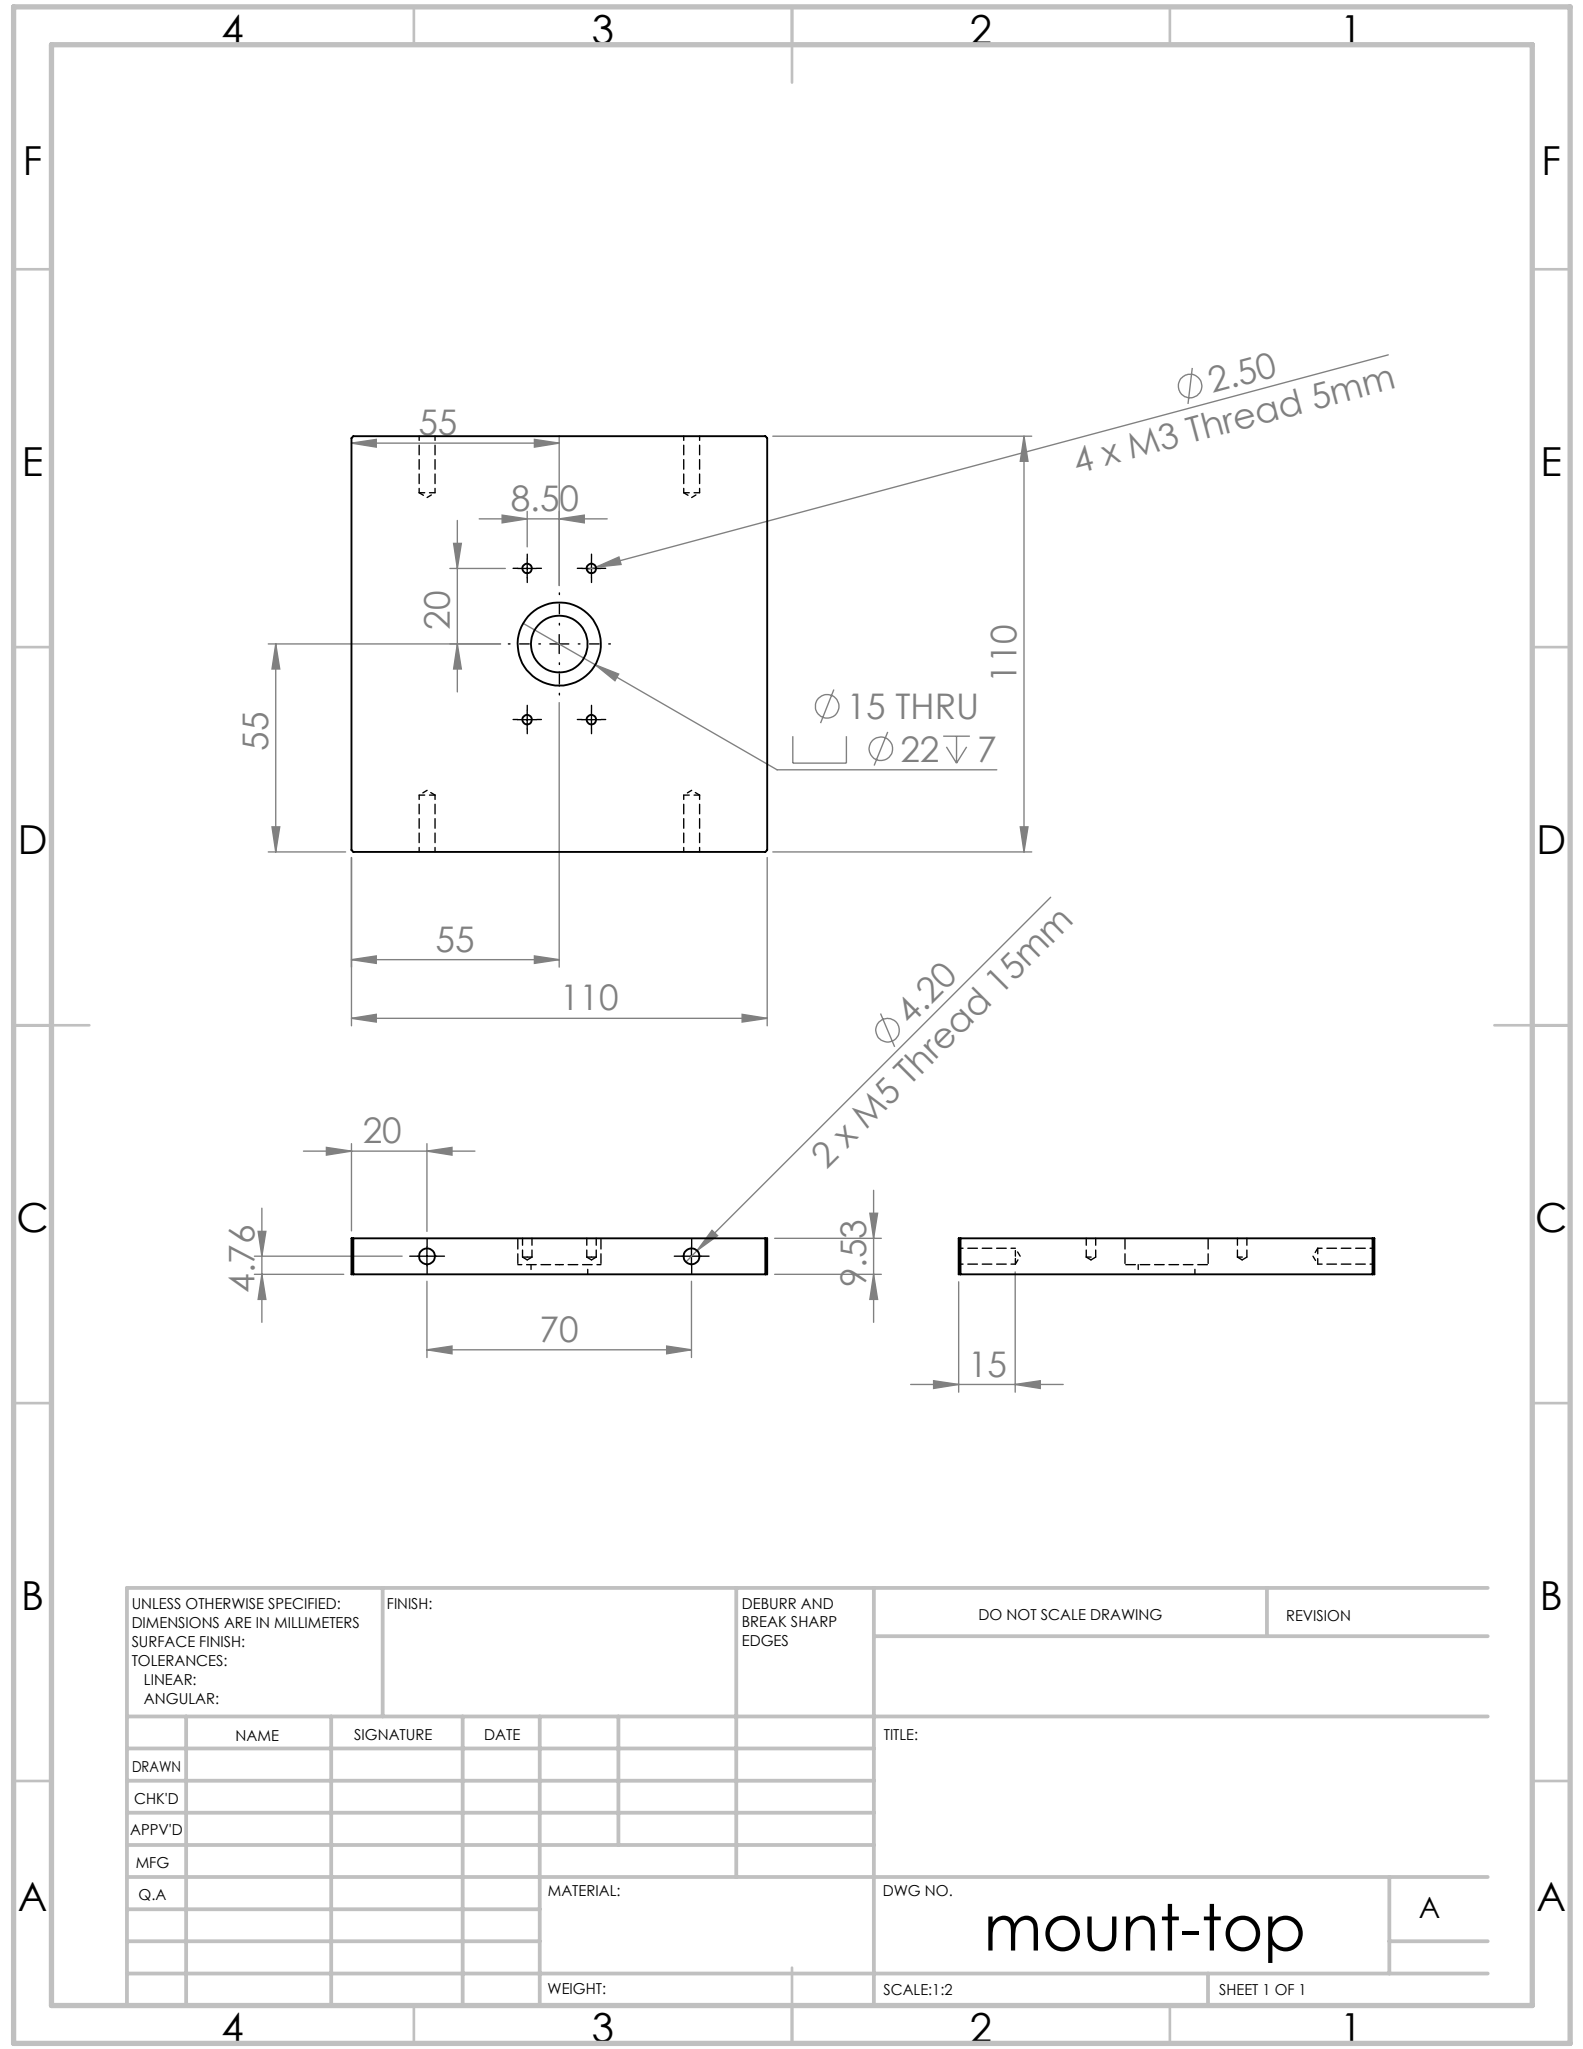 4 3 2 1
F F
Ø 2.50
4 x M3 Thread 5mm
55
E E
8.50
20
110
Ø 15 THRU
⌴ Ø 22 ↧ 7
55
D D
55
110
Ø 4.20
2 x M5 Thread 15mm
20
C C
4.76
9.53
70
15
B B
UNLESS OTHERWISE SPECIFIED:
DIMENSIONS ARE IN MILLIMETERS
SURFACE FINISH:
TOLERANCES:
LINEAR:
ANGULAR:
FINISH:
DEBURR AND
BREAK SHARP
EDGES
DO NOT SCALE DRAWING
REVISION
NAME SIGNATURE DATE
TITLE:
DRAWN
CHK'D
APPV'D
MFG
Q.A
MATERIAL:
DWG NO.
mount-top
A
A A
WEIGHT:
SCALE:1:2
SHEET 1 OF 1
4 3 2 1